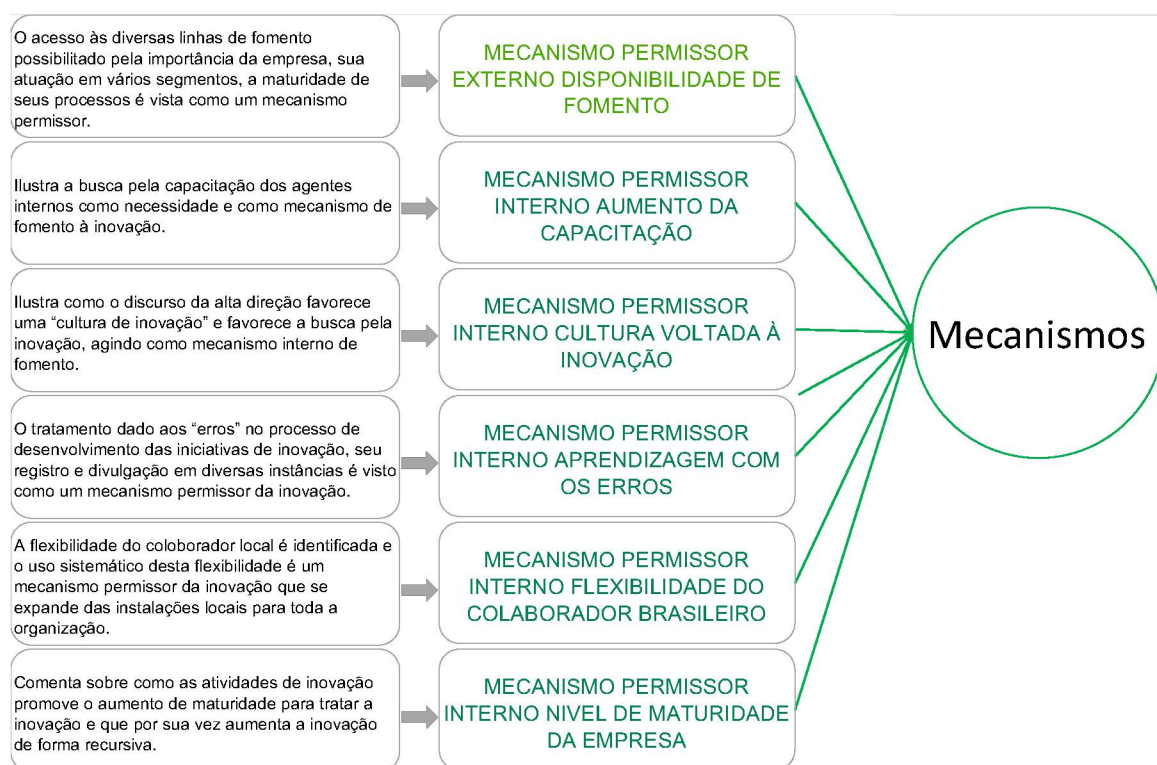 O acesso às diversas linhas de fomento
possibilitado pela importância da empresa, sua
atuação em vários segmentos, a maturidade de
seus processos é vista como um mecanismo
permissor.
MECANISMO PERMISSOR
EXTERNO DISPONIBILIDADE DE
FOMENTO
Ilustra a busca pela capacitação dos agentes
internos como necessidade e como mecanismo de
fomento à inovação.
MECANISMO PERMISSOR
INTERNO AUMENTO DA
CAPACITAÇÃO
Ilustra como o discurso da alta direção favorece
uma “cultura de inovação” e favorece a busca pela
inovação, agindo como mecanismo interno de
fomento.
MECANISMO PERMISSOR
INTERNO CULTURA VOLTADA À
INOVAÇÃO
O tratamento dado aos “erros” no processo de
desenvolvimento das iniciativas de inovação, seu
registro e divulgação em diversas instâncias é visto
como um mecanismo permissor da inovação.
MECANISMO PERMISSOR
INTERNO APRENDIZAGEM COM
OS ERROS
A flexibilidade do coloborador local é identificada e
o uso sistemático desta flexibilidade é um
mecanismo permissor da inovação que se
expande das instalações locais para toda a
organização.
MECANISMO PERMISSOR
INTERNO FLEXIBILIDADE DO
COLABORADOR BRASILEIRO
Comenta sobre como as atividades de inovação
promove o aumento de maturidade para tratar a
inovação e que por sua vez aumenta a inovação
de forma recursiva.
MECANISMO PERMISSOR
INTERNO NIVEL DE MATURIDADE
DA EMPRESA
Mecanismos